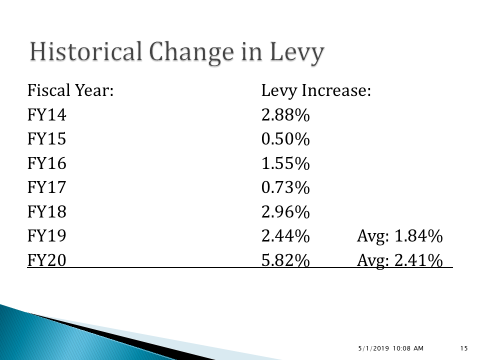 Historical Change in Levy
Fiscal Year: Levy Increase:
FY14 2.88%
FY15 0.50%
FY16 1.55%
FY17 0.73%
FY18 2.96%
FY19 2.44% Avg: 1.84%
FY20 5.82% Avg: 2.41%
5/1/2019 10:08 AM 15